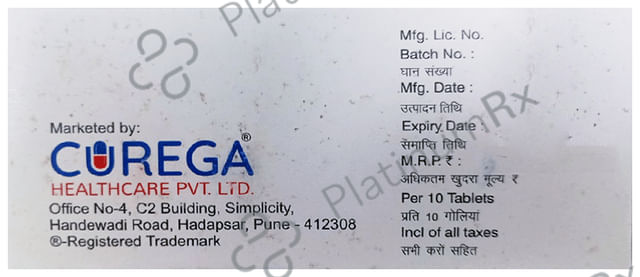 Marketed by:
CUREGA®
HEALTHCARE PVT. LTD.
Office No-4, C2 Building, Simplicity,
Handewadi Road, Hadapsar, Pune - 412308
®-Registered Trademark
Mfg. Lic. No.
Batch No. :
घान संख्या
Mfg. Date :
उत्पादन तिथि
Expiry Date :
समाप्ति तिथि
M.R.P. ₹ :
अधिकतम खुदरा मूल्य ₹
Per 10 Tablets
प्रति 10 गोलियां
Incl of all taxes
सभी करों सहित
PlatinumRx